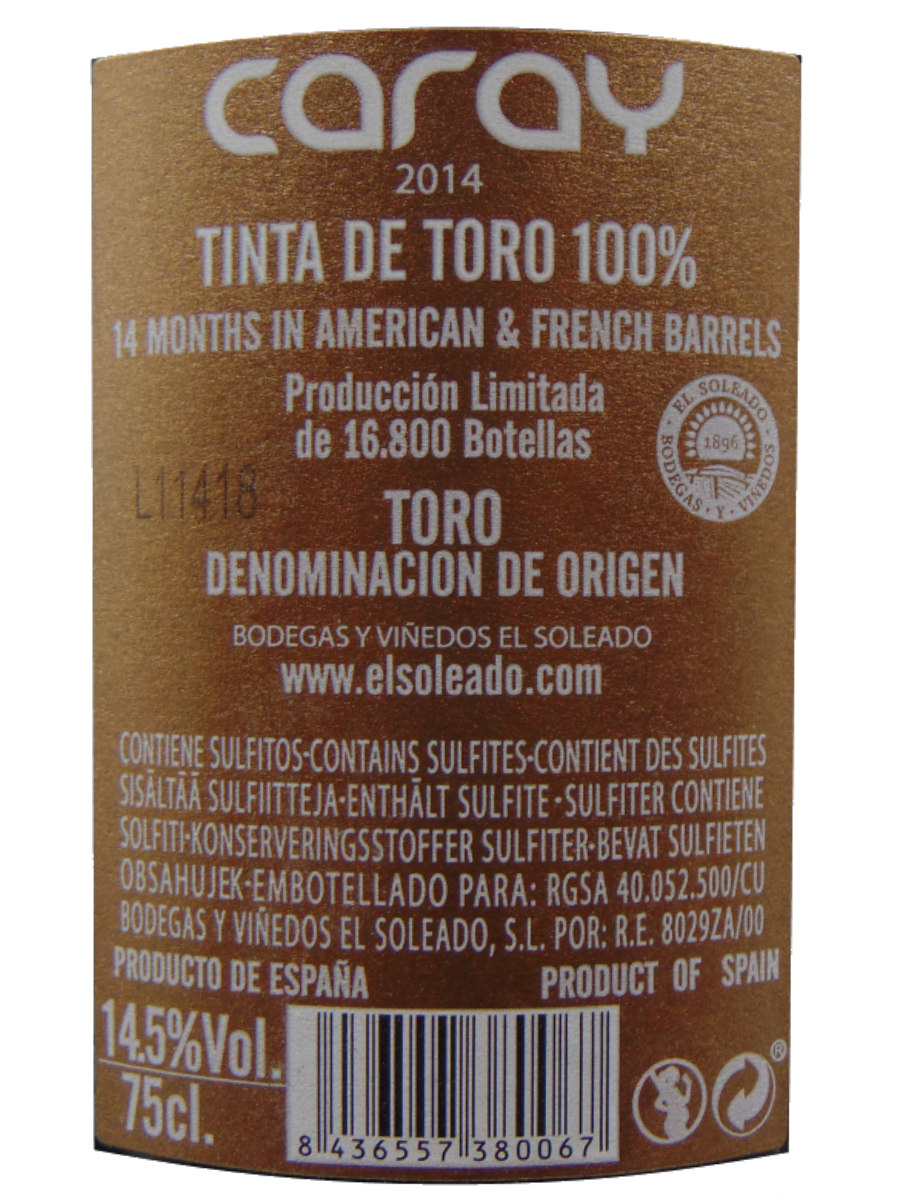 caray
2014
TINTA DE TORO 100%
14 MONTHS IN AMERICAN & FRENCH BARRELS
Producción Limitada
de 16.800 Botellas
EL SOLEADO
1896
BODEGAS Y VIÑEDOS
L11418
TORO
DENOMINACION DE ORIGEN
BODEGAS Y VIÑEDOS EL SOLEADO
www.elsoleado.com
CONTIENE SULFITOS·CONTAINS SULFITES·CONTIENT DES SULFITES
SISÄLTÄÄ SULFIITTEJA·ENTHÄLT SULFITE·SULFITER CONTIENE
SOLFITI·KONSERVERINGSSTOFFER SULFITER·BEVAT SULFIETEN
OBSAHUJEK·EMBOTELLADO PARA: RGSA 40.052.500/CU
BODEGAS Y VIÑEDOS EL SOLEADO, S.L. POR: R.E. 8029ZA/00
PRODUCTO DE ESPAÑA PRODUCT OF SPAIN
14.5%Vol.
75cl.
8 436557 380067
®